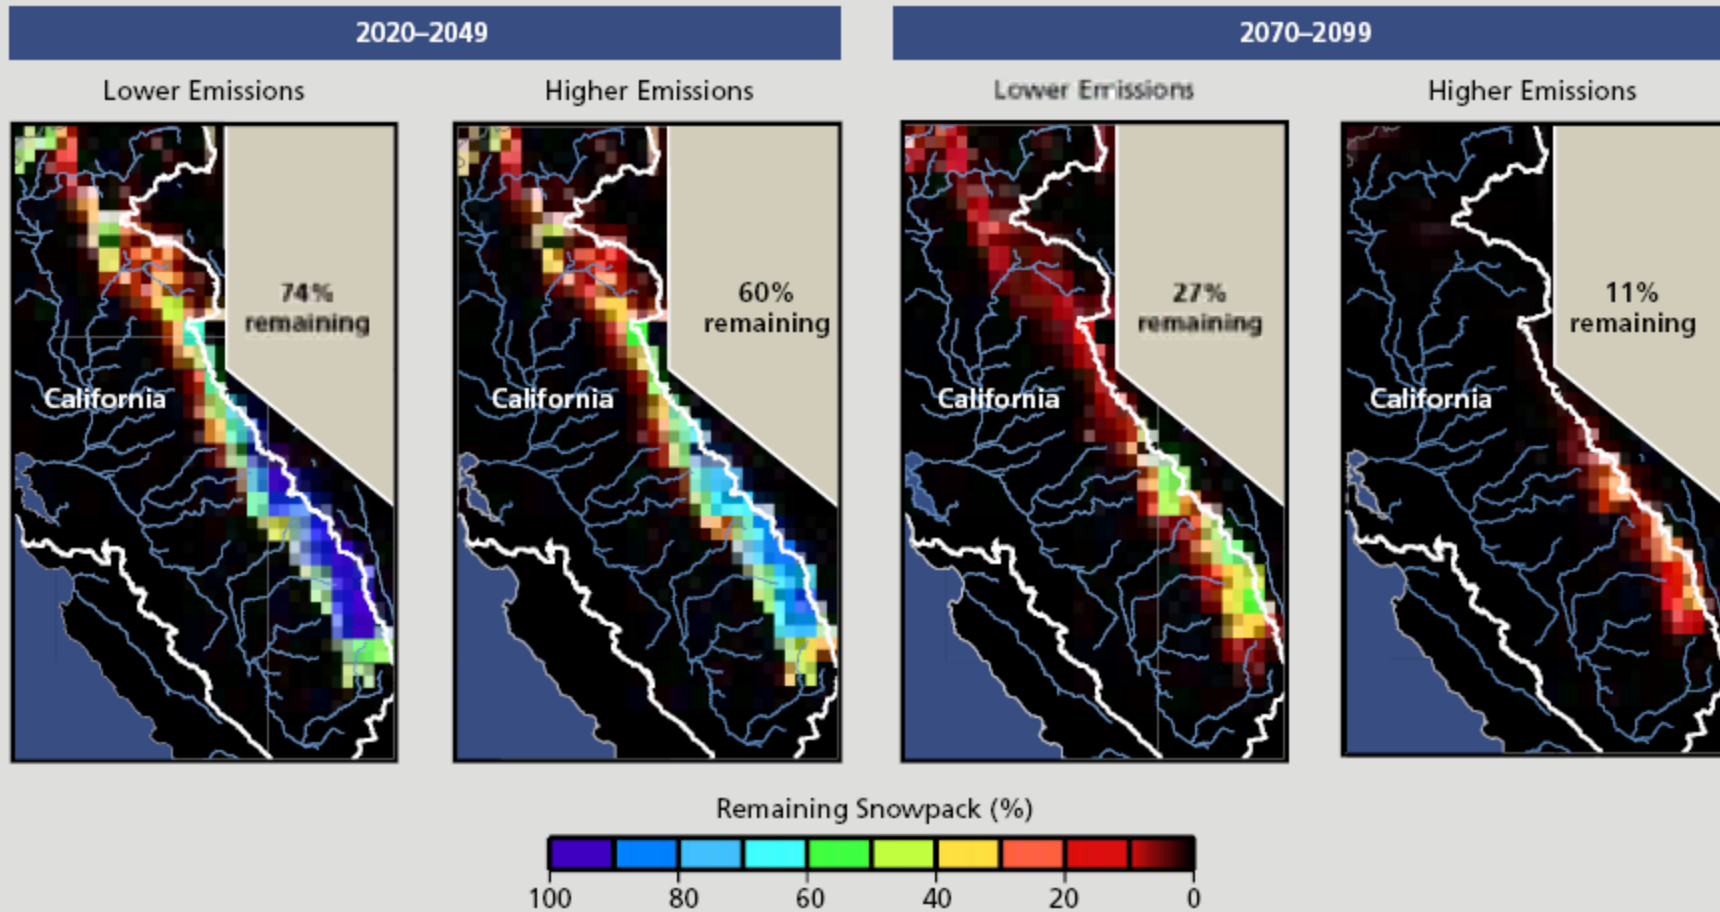 2020–2049
2070–2099
Lower Emissions
Higher Emissions
Lower Emissions
Higher Emissions
74%
remaining
60%
remaining
27%
remaining
11%
remaining
California
California
California
California
Remaining Snowpack (%)
100 80 60 40 20 0